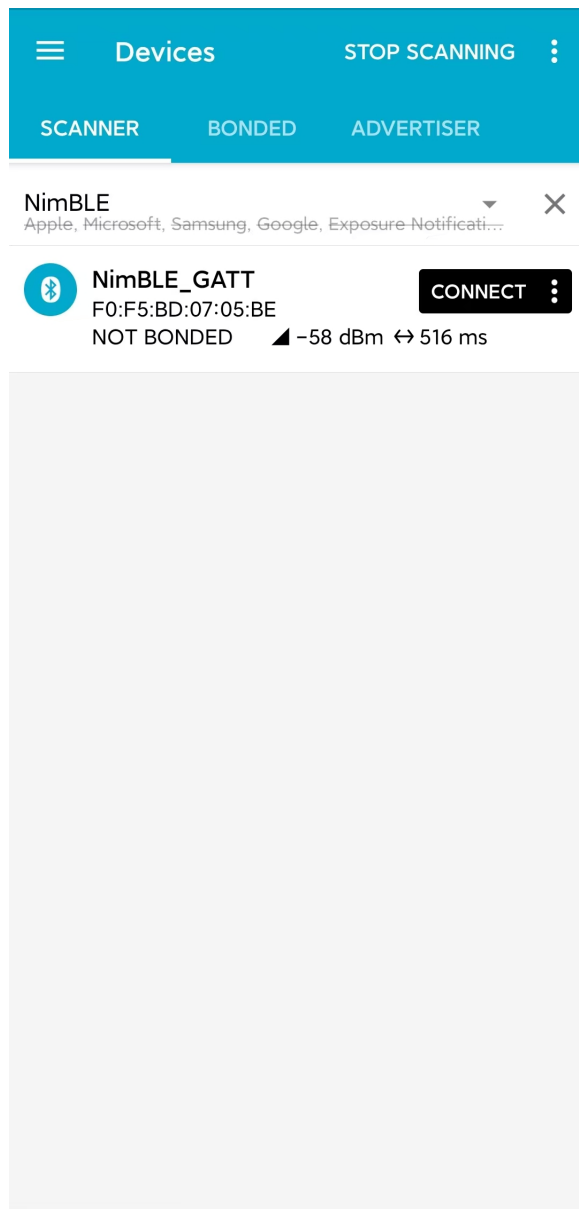 Devices STOP SCANNING
SCANNER BONDED ADVERTISER
NimBLE
Apple, Microsoft, Samsung, Google, Exposure Notificati...
NimBLE_GATT
CONNECT
F0:F5:BD:07:05:BE
NOT BONDED -58 dBm ↔ 516 ms